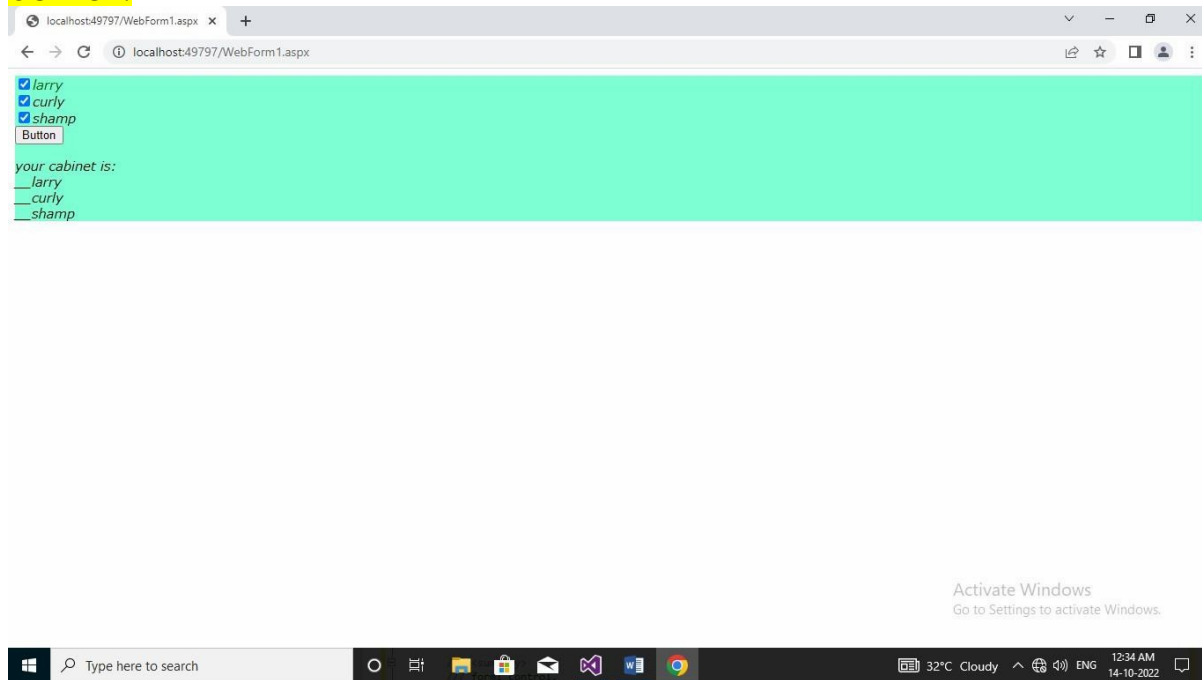 localhost:49797/WebForm1.aspx
localhost:49797/WebForm1.aspx
larry
curly
shamp
Button
your cabinet is:
__larry
__curly
__shamp
Activate Windows
Go to Settings to activate Windows.
Type here to search
32°C Cloudy ENG 12:34 AM
14-10-2022